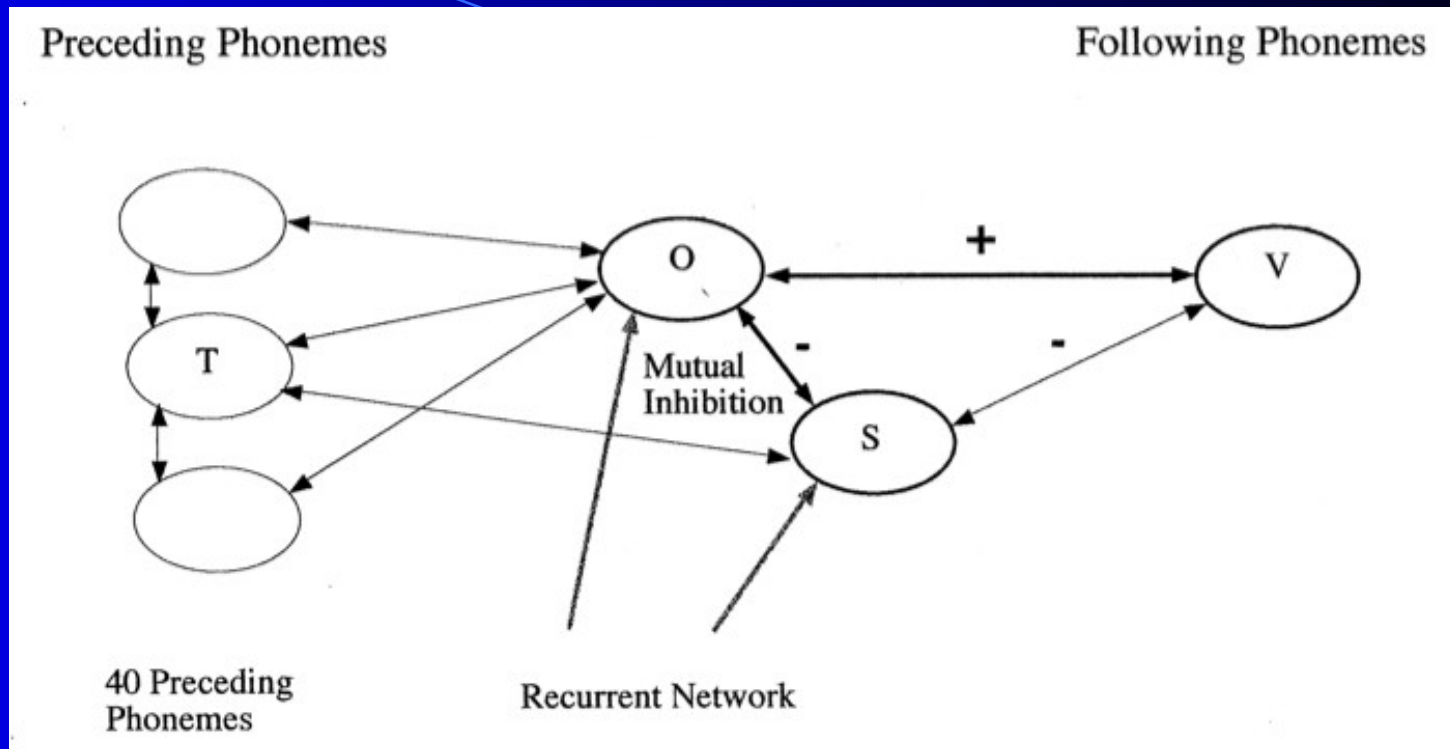 Preceding Phonemes
Following Phonemes
O
+
V
T
-
-
Mutual
Inhibition
S
40 Preceding
Phonemes
Recurrent Network